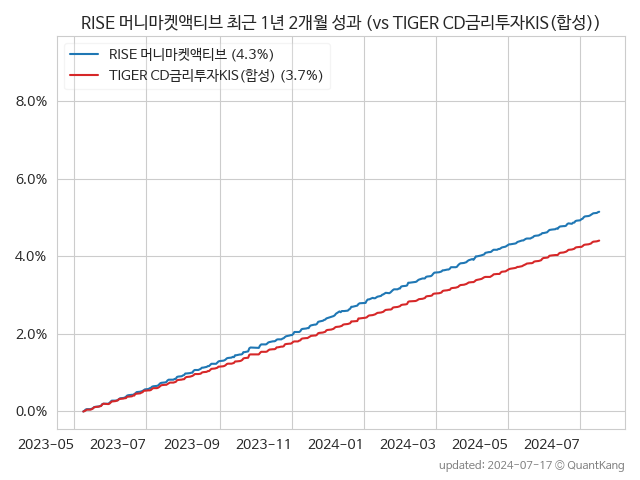 RISE 머니마켓액티브 최근 1년 2개월 성과 (vs TIGER CD금리투자KIS(합성))
RISE 머니마켓액티브 (4.3%)
TIGER CD금리투자KIS(합성) (3.7%)
8.0%
6.0%
4.0%
2.0%
0.0%
2023-05 2023-07 2023-09 2023-11 2024-01 2024-03 2024-05 2024-07
updated: 2024-07-17 © QuantKang